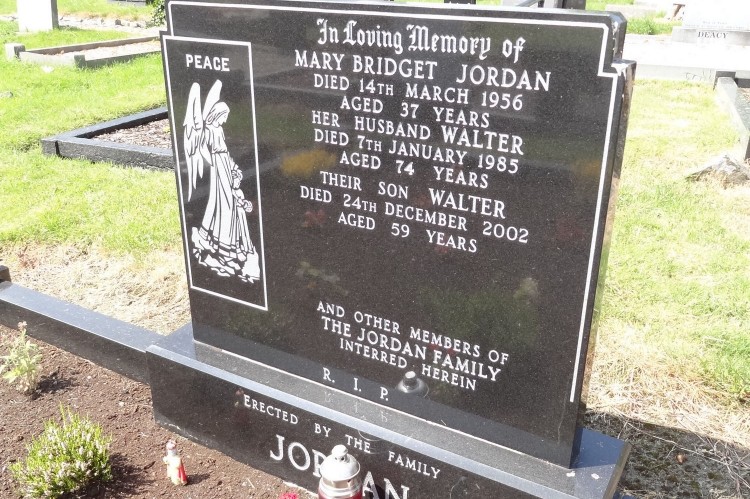 In Loving Memory of
PEACE
MARY BRIDGET JORDAN
DIED 14TH MARCH 1956
AGED 37 YEARS
HER HUSBAND WALTER
DIED 7TH JANUARY 1985
AGED 74 YEARS
THEIR SON WALTER
DIED 24TH DECEMBER 2002
AGED 59 YEARS
AND OTHER MEMBERS OF
THE JORDAN FAMILY
INTERRED HEREIN
R. I. P.
ERECTED BY THE FAMILY
JORDAN
DEACY